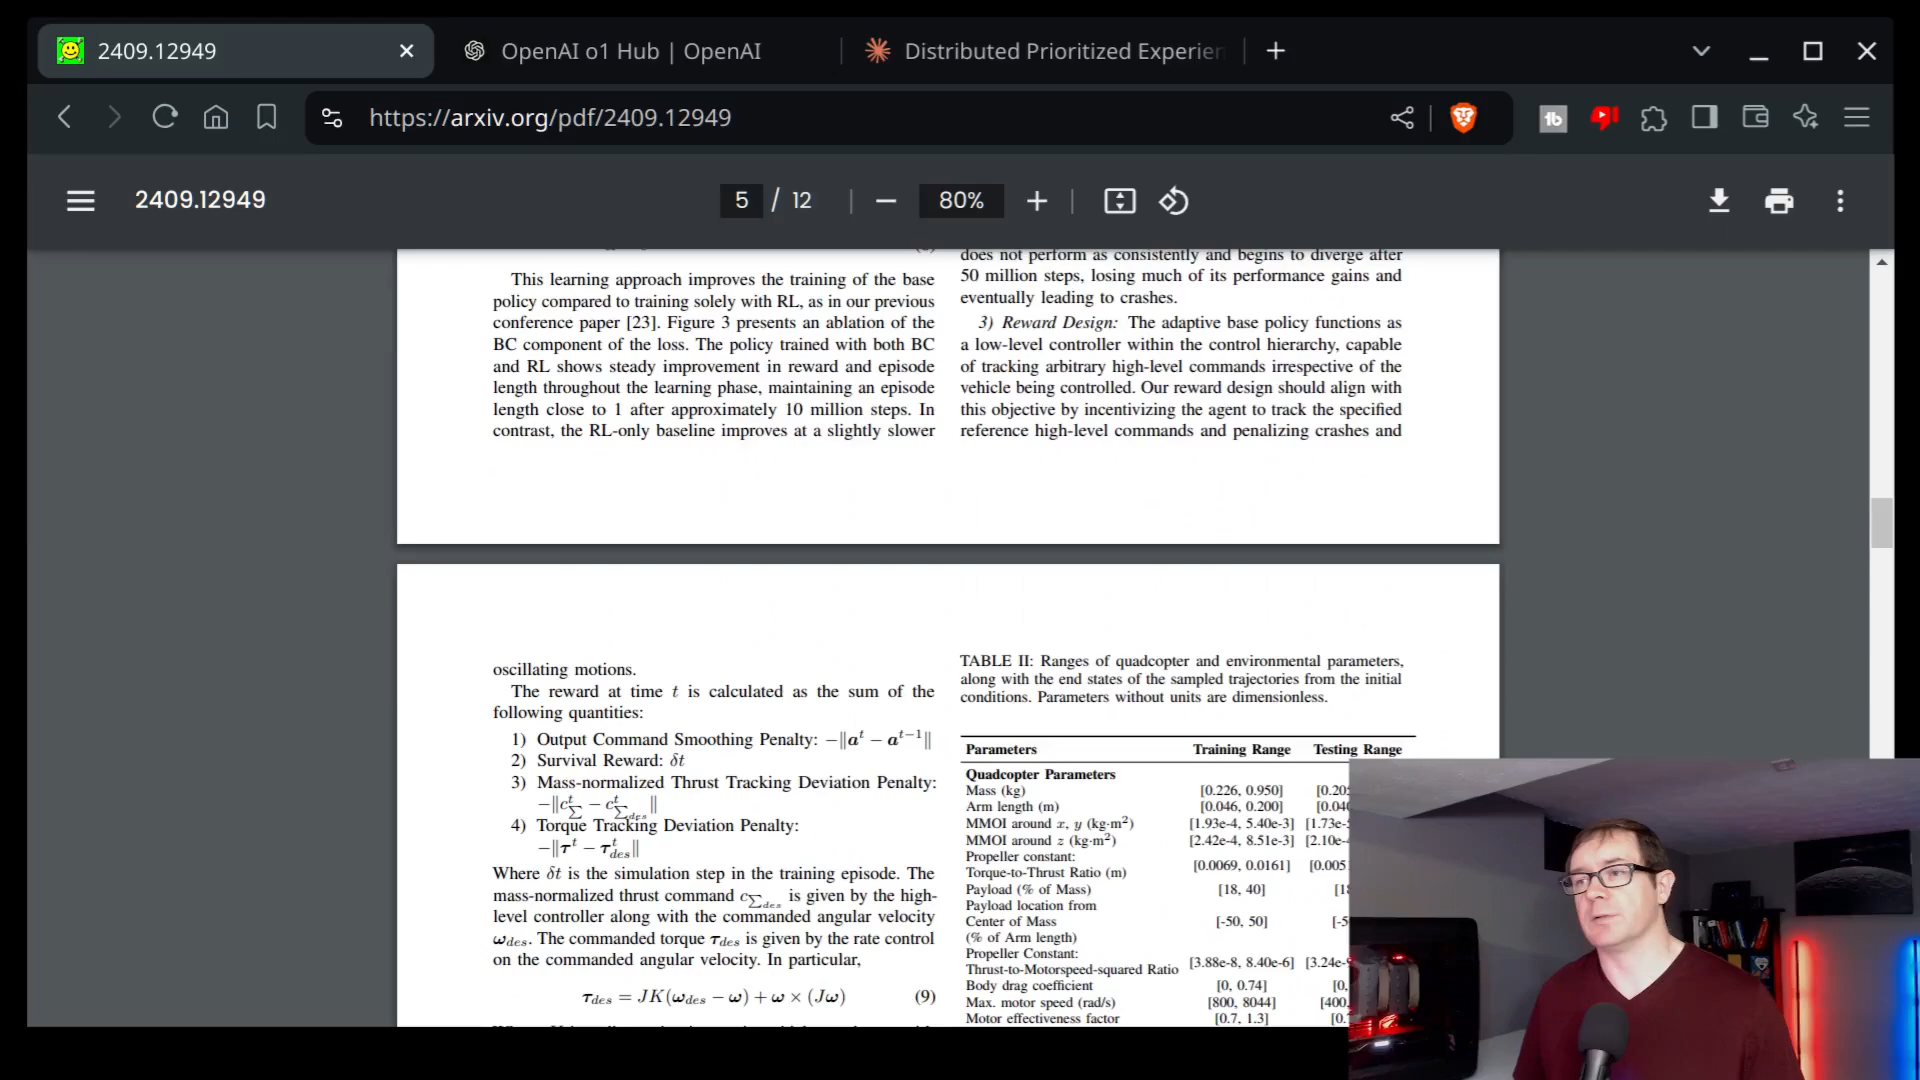 2409.12949
OpenAI o1 Hub | OpenAI
Distributed Prioritized Experien
https://arxiv.org/pdf/2409.12949
2409.12949
5 / 12
80%
This learning approach improves the training of the base
policy compared to training solely with RL, as in our previous
conference paper [23]. Figure 3 presents an ablation of the
BC component of the loss. The policy trained with both BC
and RL shows steady improvement in reward and episode
length throughout the learning phase, maintaining an episode
length close to 1 after approximately 10 million steps. In
contrast, the RL-only baseline improves at a slightly slower
does not perform as consistently and begins to diverge after
50 million steps, losing much of its performance gains and
eventually leading to crashes.
3) Reward Design: The adaptive base policy functions as
a low-level controller within the control hierarchy, capable
of tracking arbitrary high-level commands irrespective of the
vehicle being controlled. Our reward design should align with
this objective by incentivizing the agent to track the specified
reference high-level commands and penalizing crashes and
oscillating motions.
The reward at time t is calculated as the sum of the
following quantities:
1) Output Command Smoothing Penalty: −‖a^t − a^{t−1}‖
2) Survival Reward: δt
3) Mass-normalized Thrust Tracking Deviation Penalty:
−‖c^t_Σ − c^t_{Σ_des}‖
4) Torque Tracking Deviation Penalty:
−‖τ^t − τ^t_{des}‖
Where δt is the simulation step in the training episode. The
mass-normalized thrust command c_{Σ_des} is given by the high-
level controller along with the commanded angular velocity
ω_des. The commanded torque τ_des is given by the rate control
on the commanded angular velocity. In particular,
τ_des = JK(ω_des − ω) + ω × (Jω) (9)
TABLE II: Ranges of quadcopter and environmental parameters,
along with the end states of the sampled trajectories from the initial
conditions. Parameters without units are dimensionless.
Parameters Training Range Testing Range
Quadcopter Parameters
Mass (kg) [0.226, 0.950] [0.20
Arm length (m) [0.046, 0.200] [0.04
MMOI around x, y (kg·m²) [1.93e-4, 5.40e-3] [1.73e-
MMOI around z (kg·m²) [2.42e-4, 8.51e-3] [2.10e-
Propeller constant:
Torque-to-Thrust Ratio (m) [0.0069, 0.0161] [0.005
Payload (% of Mass) [18, 40] [1
Payload location from
Center of Mass [-50, 50] [-5
(% of Arm length)
Propeller Constant:
Thrust-to-Motorspeed-squared Ratio [3.88e-8, 8.40e-6] [3.24e-
Body drag coefficient [0, 0.74] [0,
Max. motor speed (rad/s) [800, 8044] [400,
Motor effectiveness factor [0.7, 1.3] [0.